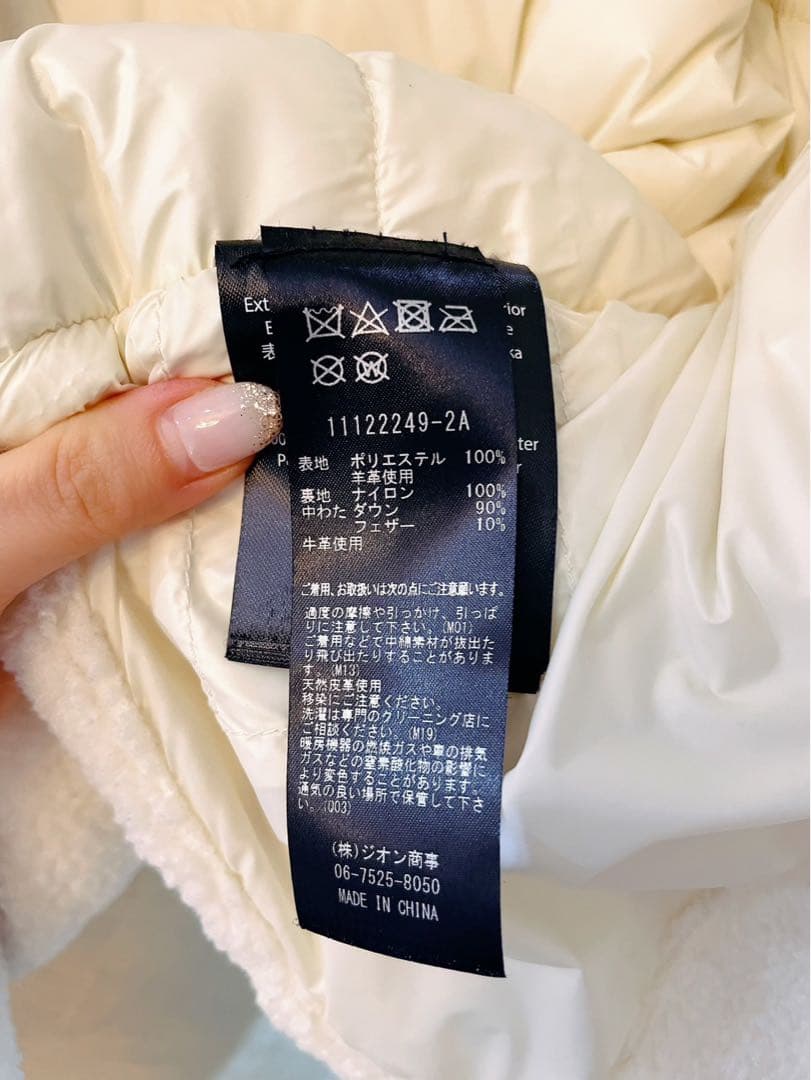 Ext
rior
E
e
表
ka
11122249-2A
表地 ポリエステル 100%
羊革使用
裏地 ナイロン 100%
中わた ダウン 90%
フェザー 10%
牛革使用
ter
P
r
ご着用、お取扱いは次の点にご注意願います。
過度の摩擦や引っかけ、引っぱ
りに注意して下さい。(M01)
ご着用などで中綿素材が抜出た
り飛び出たりすることがありま
す。(M13)
天然皮革使用
移染にご注意ください。
洗濯は専門のクリーニング店に
ご相談ください。(M19)
暖房機器の燃焼ガスや車の排気
ガスなどの窒素酸化物の影響に
より変色することがあります。
通気の良い場所で保管して下さ
い。(Q03)
(株)ジオン商事
06-7525-8050
MADE IN CHINA